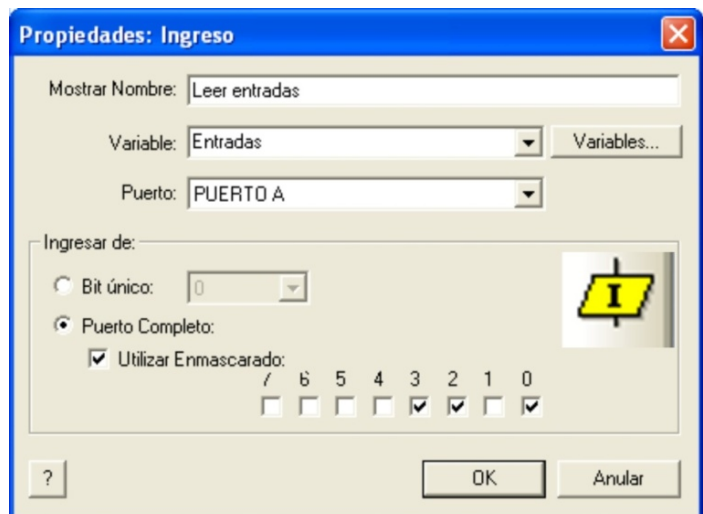 Propiedades: Ingreso
Mostrar Nombre: Leer entradas
Variable: Entradas Variables...
Puerto: PUERTO A
Ingresar de:
Bit único: 0
I
Puerto Completo:
Utilizar Enmascarado:
7 6 5 4 3 2 1 0
? OK Anular